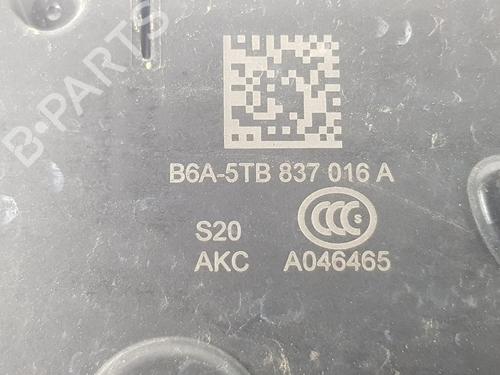 B-PARTS
B6A-5TB 837 016 A
S20
CCC S
AKC A046465